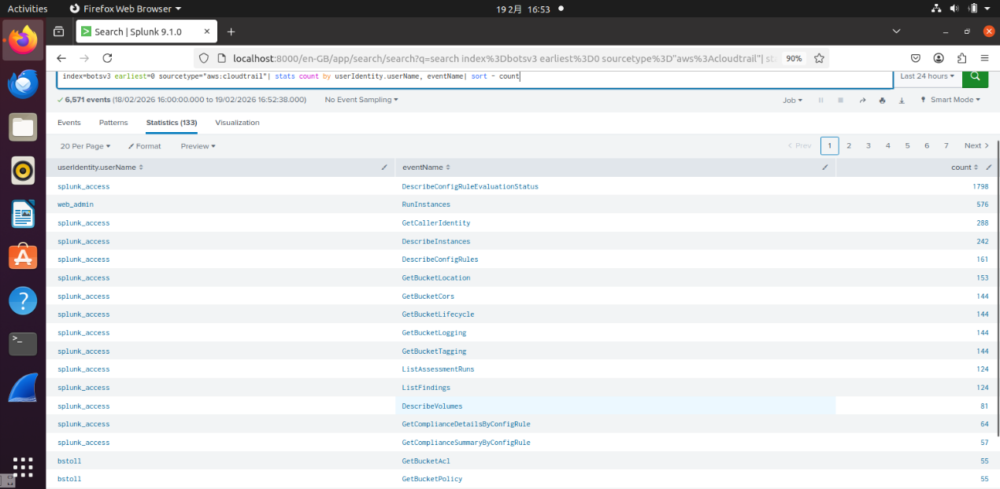 Activities Firefox Web Browser 19 2月 16:53
Search | Splunk 9.1.0
localhost:8000/en-GB/app/search/search?q=search index%3Dbotsv3 earliest%3D0 sourcetype%3D"aws%3Acloudtrail"| sta 90%
index=botsv3 earliest=0 sourcetype="aws:cloudtrail"| stats count by userIdentity.userName, eventName| sort - count Last 24 hours
6,571 events (18/02/2026 16:00:00.000 to 19/02/2026 16:52:38.000) No Event Sampling Job Smart Mode
Events Patterns Statistics (133) Visualization
20 Per Page Format Preview < Prev 1 2 3 4 5 6 7 Next >
userIdentity.userName eventName count
splunk_access DescribeConfigRuleEvaluationStatus 1798
web_admin RunInstances 576
splunk_access GetCallerIdentity 288
splunk_access DescribeInstances 242
splunk_access DescribeConfigRules 161
splunk_access GetBucketLocation 153
splunk_access GetBucketCors 144
splunk_access GetBucketLifecycle 144
splunk_access GetBucketLogging 144
splunk_access GetBucketTagging 144
splunk_access ListAssessmentRuns 124
splunk_access ListFindings 124
splunk_access DescribeVolumes 81
splunk_access GetComplianceDetailsByConfigRule 64
splunk_access GetComplianceSummaryByConfigRule 57
bstoll GetBucketAcl 55
bstoll GetBucketPolicy 55